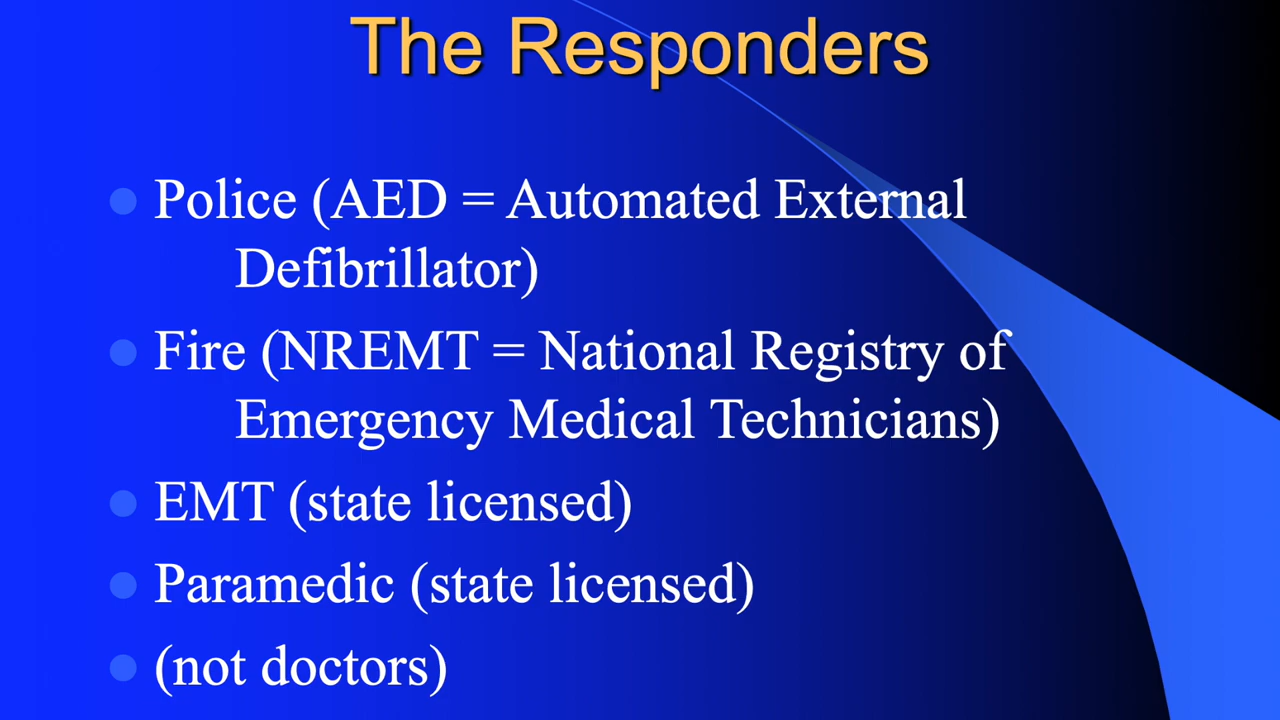 The Responders
Police (AED = Automated External
Defibrillator)
Fire (NREMT = National Registry of
Emergency Medical Technicians)
EMT (state licensed)
Paramedic (state licensed)
(not doctors)